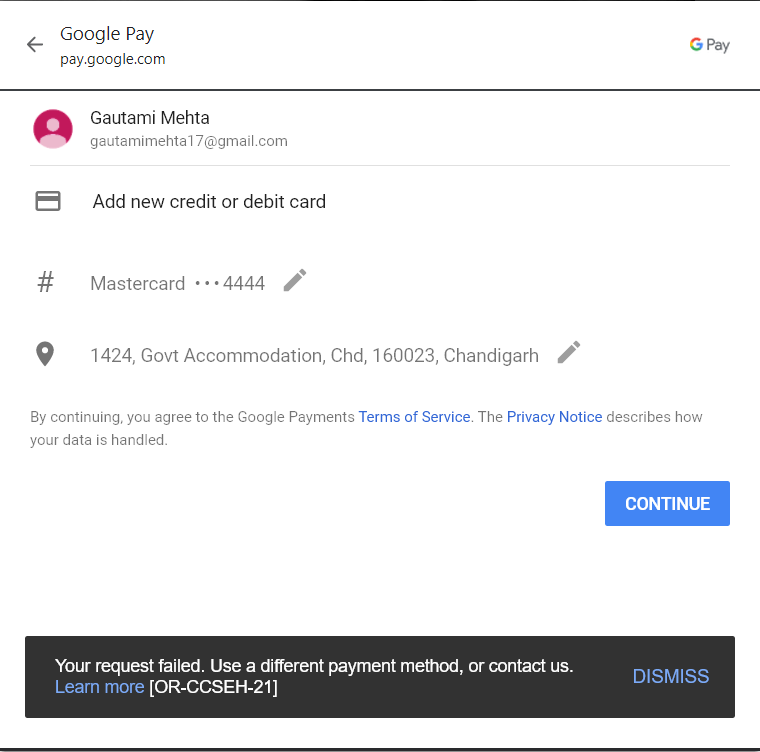 Google Pay
pay.google.com
G Pay
Gautami Mehta
gautamimehta17@gmail.com
Add new credit or debit card
# Mastercard •••4444
1424, Govt Accommodation, Chd, 160023, Chandigarh
By continuing, you agree to the Google Payments Terms of Service. The Privacy Notice describes how
your data is handled.
CONTINUE
Your request failed. Use a different payment method, or contact us.
Learn more [OR-CCSEH-21]
DISMISS